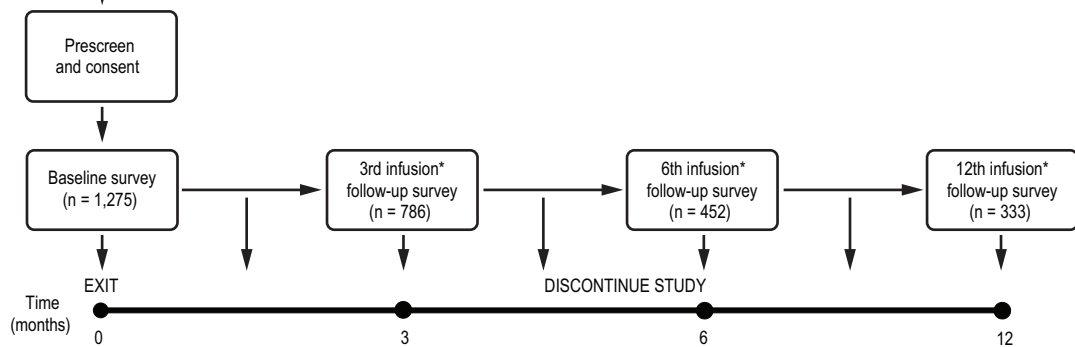 Prescreen
and consent
Baseline survey
(n = 1,275)
3rd infusion*
follow-up survey
(n = 786)
6th infusion*
follow-up survey
(n = 452)
12th infusion*
follow-up survey
(n = 333)
EXIT
DISCONTINUE STUDY
Time
(months)
0
3
6
12